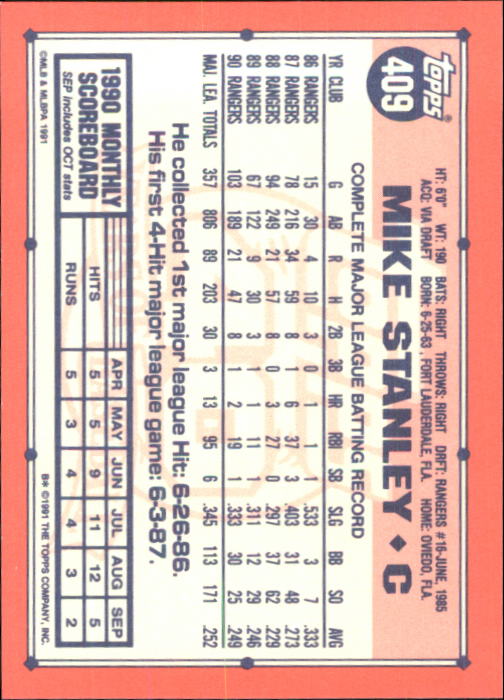 TOPPS®
409
HT: 6'0" WT: 190 BATS: RIGHT THROWS: RIGHT DRFT: RANGERS #16-JUNE, 1985
ACQ: VIA DRAFT BORN: 6-25-63, FORT LAUDERDALE, FLA. HOME: OVIEDO, FLA.
MIKE STANLEY ♦ C
COMPLETE MAJOR LEAGUE BATTING RECORD
YR CLUB G AB R H 2B 3B HR RBI SB SLG BB SO AVG
86 RANGERS 15 30 4 10 3 0 1 1 1 .533 3 7 .333
87 RANGERS 78 216 34 59 8 1 6 37 3 .403 31 48 .273
88 RANGERS 94 249 21 57 8 0 3 27 0 .297 37 62 .229
89 RANGERS 67 122 9 30 3 1 1 11 1 .311 12 29 .246
90 RANGERS 103 189 21 47 8 1 2 19 1 .333 30 25 .249
MAJ. LEA. TOTALS 357 806 89 203 30 3 13 95 6 .345 113 171 .252
He collected 1st major league Hit: 6-26-86.
His first 4-Hit major league game: 6-3-87.
1990 MONTHLY
SCOREBOARD
SEP Includes OCT stats
APR MAY JUN JUL AUG SEP
HITS 5 5 9 11 12 5
RUNS 5 3 4 4 3 2
©MLB & MLBPA 1991
B* ©1991 THE TOPPS COMPANY, INC.